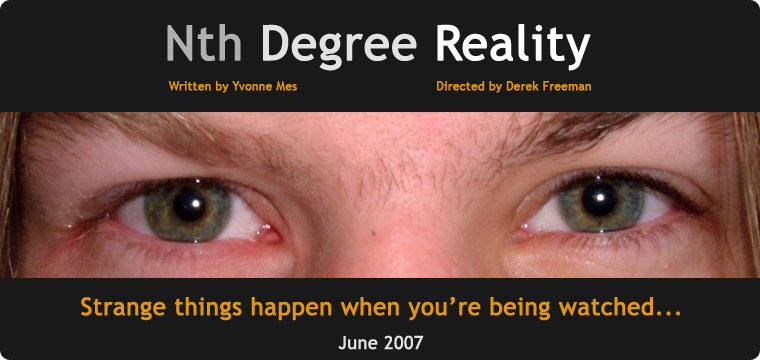 Nth Degree Reality
Written by Yvonne Mes Directed by Derek Freeman
Strange things happen when you're being watched...
June 2007